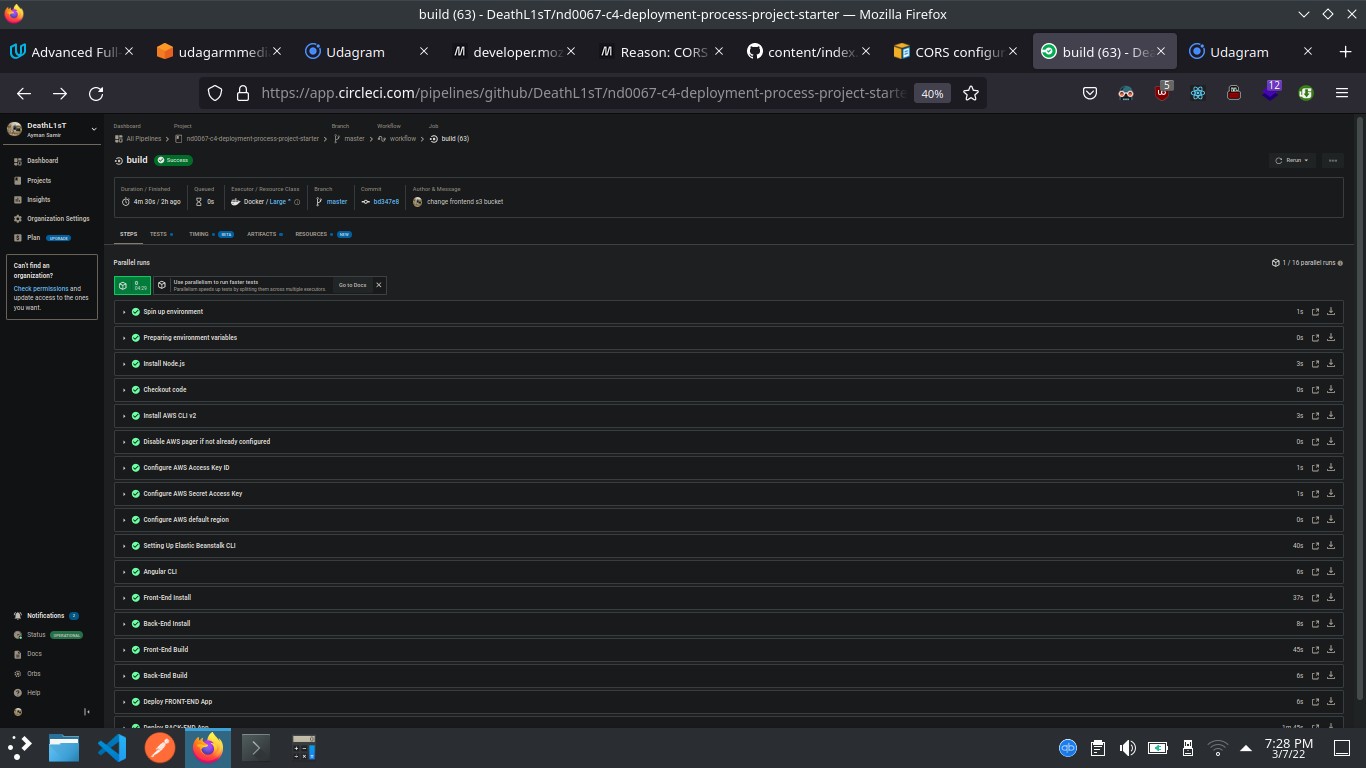 build (63) - DeathL1sT/nd0067-c4-deployment-process-project-starter — Mozilla Firefox
Advanced Full
udagarmmedi
Udagram
developer.moz
Reason: CORS
content/index.
CORS configur
build (63) - De
Udagram
https://app.circleci.com/pipelines/github/DeathL1sT/nd0067-c4-deployment-process-project-starte
40%
5
12
DeathL1sT
Ayman Samir
Dashboard
Projects
Insights
Organization Settings
Plan UPGRADE
Can't find an
organization?
Check permissions and
update access to the ones
you want.
Notifications 2
Status OPERATIONAL
Docs
Orbs
Help
Dashboard Project Branch Workflow Job
All Pipelines nd0067-c4-deployment-process-project-starter master workflow build (63)
build Success
Rerun
Duration / Finished Queued Executor / Resource Class Branch Commit Author & Message
4m 30s / 2h ago 0s Docker / Large master bd347e8 change frontend s3 bucket
STEPS TESTS TIMING BETA ARTIFACTS RESOURCES NEW
Parallel runs
1 / 16 parallel runs
0
04:29
Use parallelism to run faster tests
Parallelism speeds up tests by splitting them across multiple executors.
Go to Docs
Spin up environment 1s
Preparing environment variables 0s
Install Node.js 3s
Checkout code 0s
Install AWS CLI v2 3s
Disable AWS pager if not already configured 0s
Configure AWS Access Key ID 1s
Configure AWS Secret Access Key 1s
Configure AWS default region 0s
Setting Up Elastic Beanstalk CLI 40s
Angular CLI 6s
Front-End Install 37s
Back-End Install 8s
Front-End Build 45s
Back-End Build 6s
Deploy FRONT-END App 6s
Deploy BACK-END App 1m 45s
7:28 PM
3/7/22